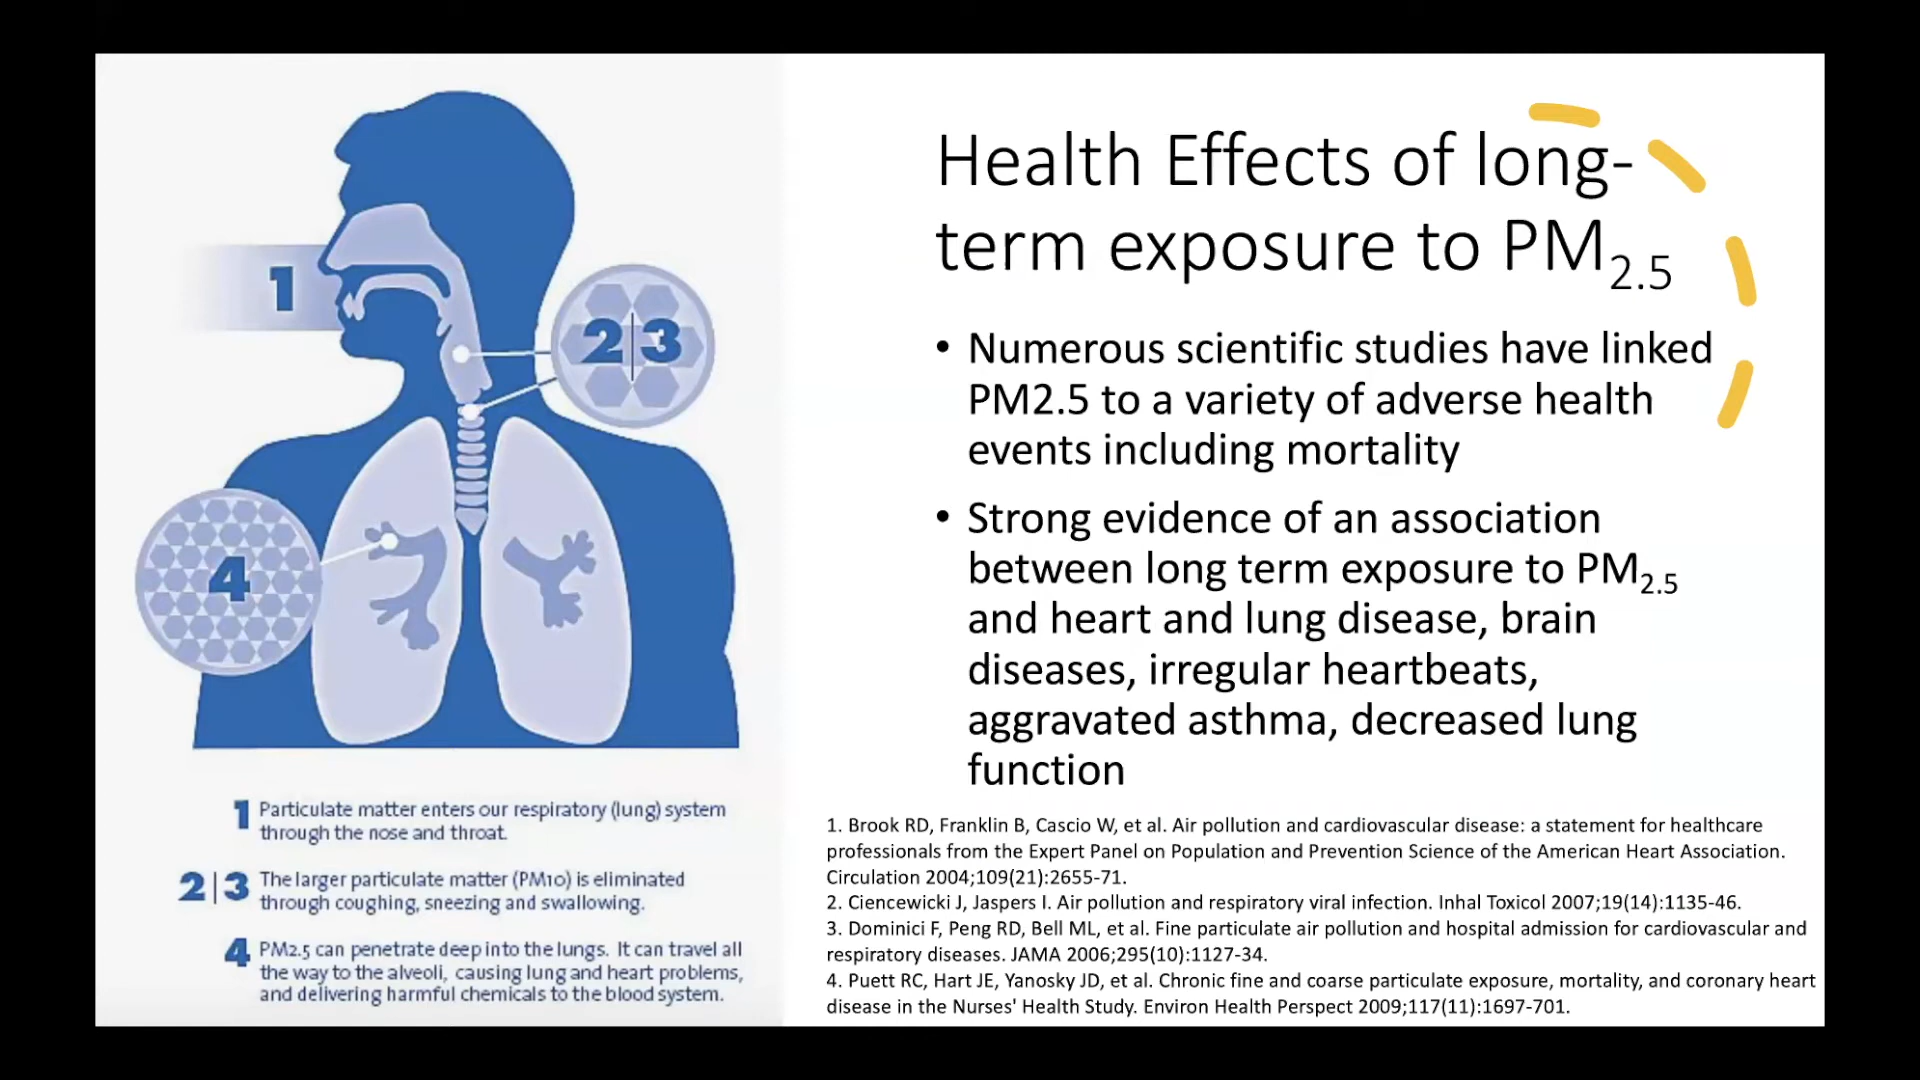 1
2|3
4
1 Particulate matter enters our respiratory (lung) system
through the nose and throat.
2|3 The larger particulate matter (PM10) is eliminated
through coughing, sneezing and swallowing.
4 PM2.5 can penetrate deep into the lungs. It can travel all
the way to the alveoli, causing lung and heart problems,
and delivering harmful chemicals to the blood system.
Health Effects of long-
term exposure to PM2.5
• Numerous scientific studies have linked
PM2.5 to a variety of adverse health
events including mortality
• Strong evidence of an association
between long term exposure to PM2.5
and heart and lung disease, brain
diseases, irregular heartbeats,
aggravated asthma, decreased lung
function
1. Brook RD, Franklin B, Cascio W, et al. Air pollution and cardiovascular disease: a statement for healthcare
professionals from the Expert Panel on Population and Prevention Science of the American Heart Association.
Circulation 2004;109(21):2655-71.
2. Ciencewicki J, Jaspers I. Air pollution and respiratory viral infection. Inhal Toxicol 2007;19(14):1135-46.
3. Dominici F, Peng RD, Bell ML, et al. Fine particulate air pollution and hospital admission for cardiovascular and
respiratory diseases. JAMA 2006;295(10):1127-34.
4. Puett RC, Hart JE, Yanosky JD, et al. Chronic fine and coarse particulate exposure, mortality, and coronary heart
disease in the Nurses' Health Study. Environ Health Perspect 2009;117(11):1697-701.